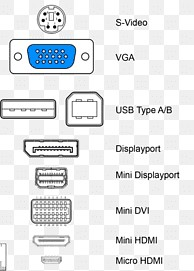 S-Video
VGA
USB Type A/B
Displayport
Mini Displayport
Mini DVI
Mini HDMI
Micro HDMI